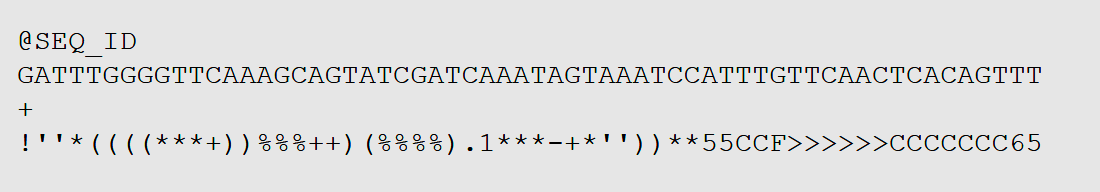 @SEQ_ID
GATTTGGGGTTCAAAGCAGTATCGATCAAATAGTAAATCCATTTGTTCAACTCACAGTTT
+
!''*((((***+))%%%++)(%%%%).1***-+*''))**55CCF>>>>>>CCCCCCC65